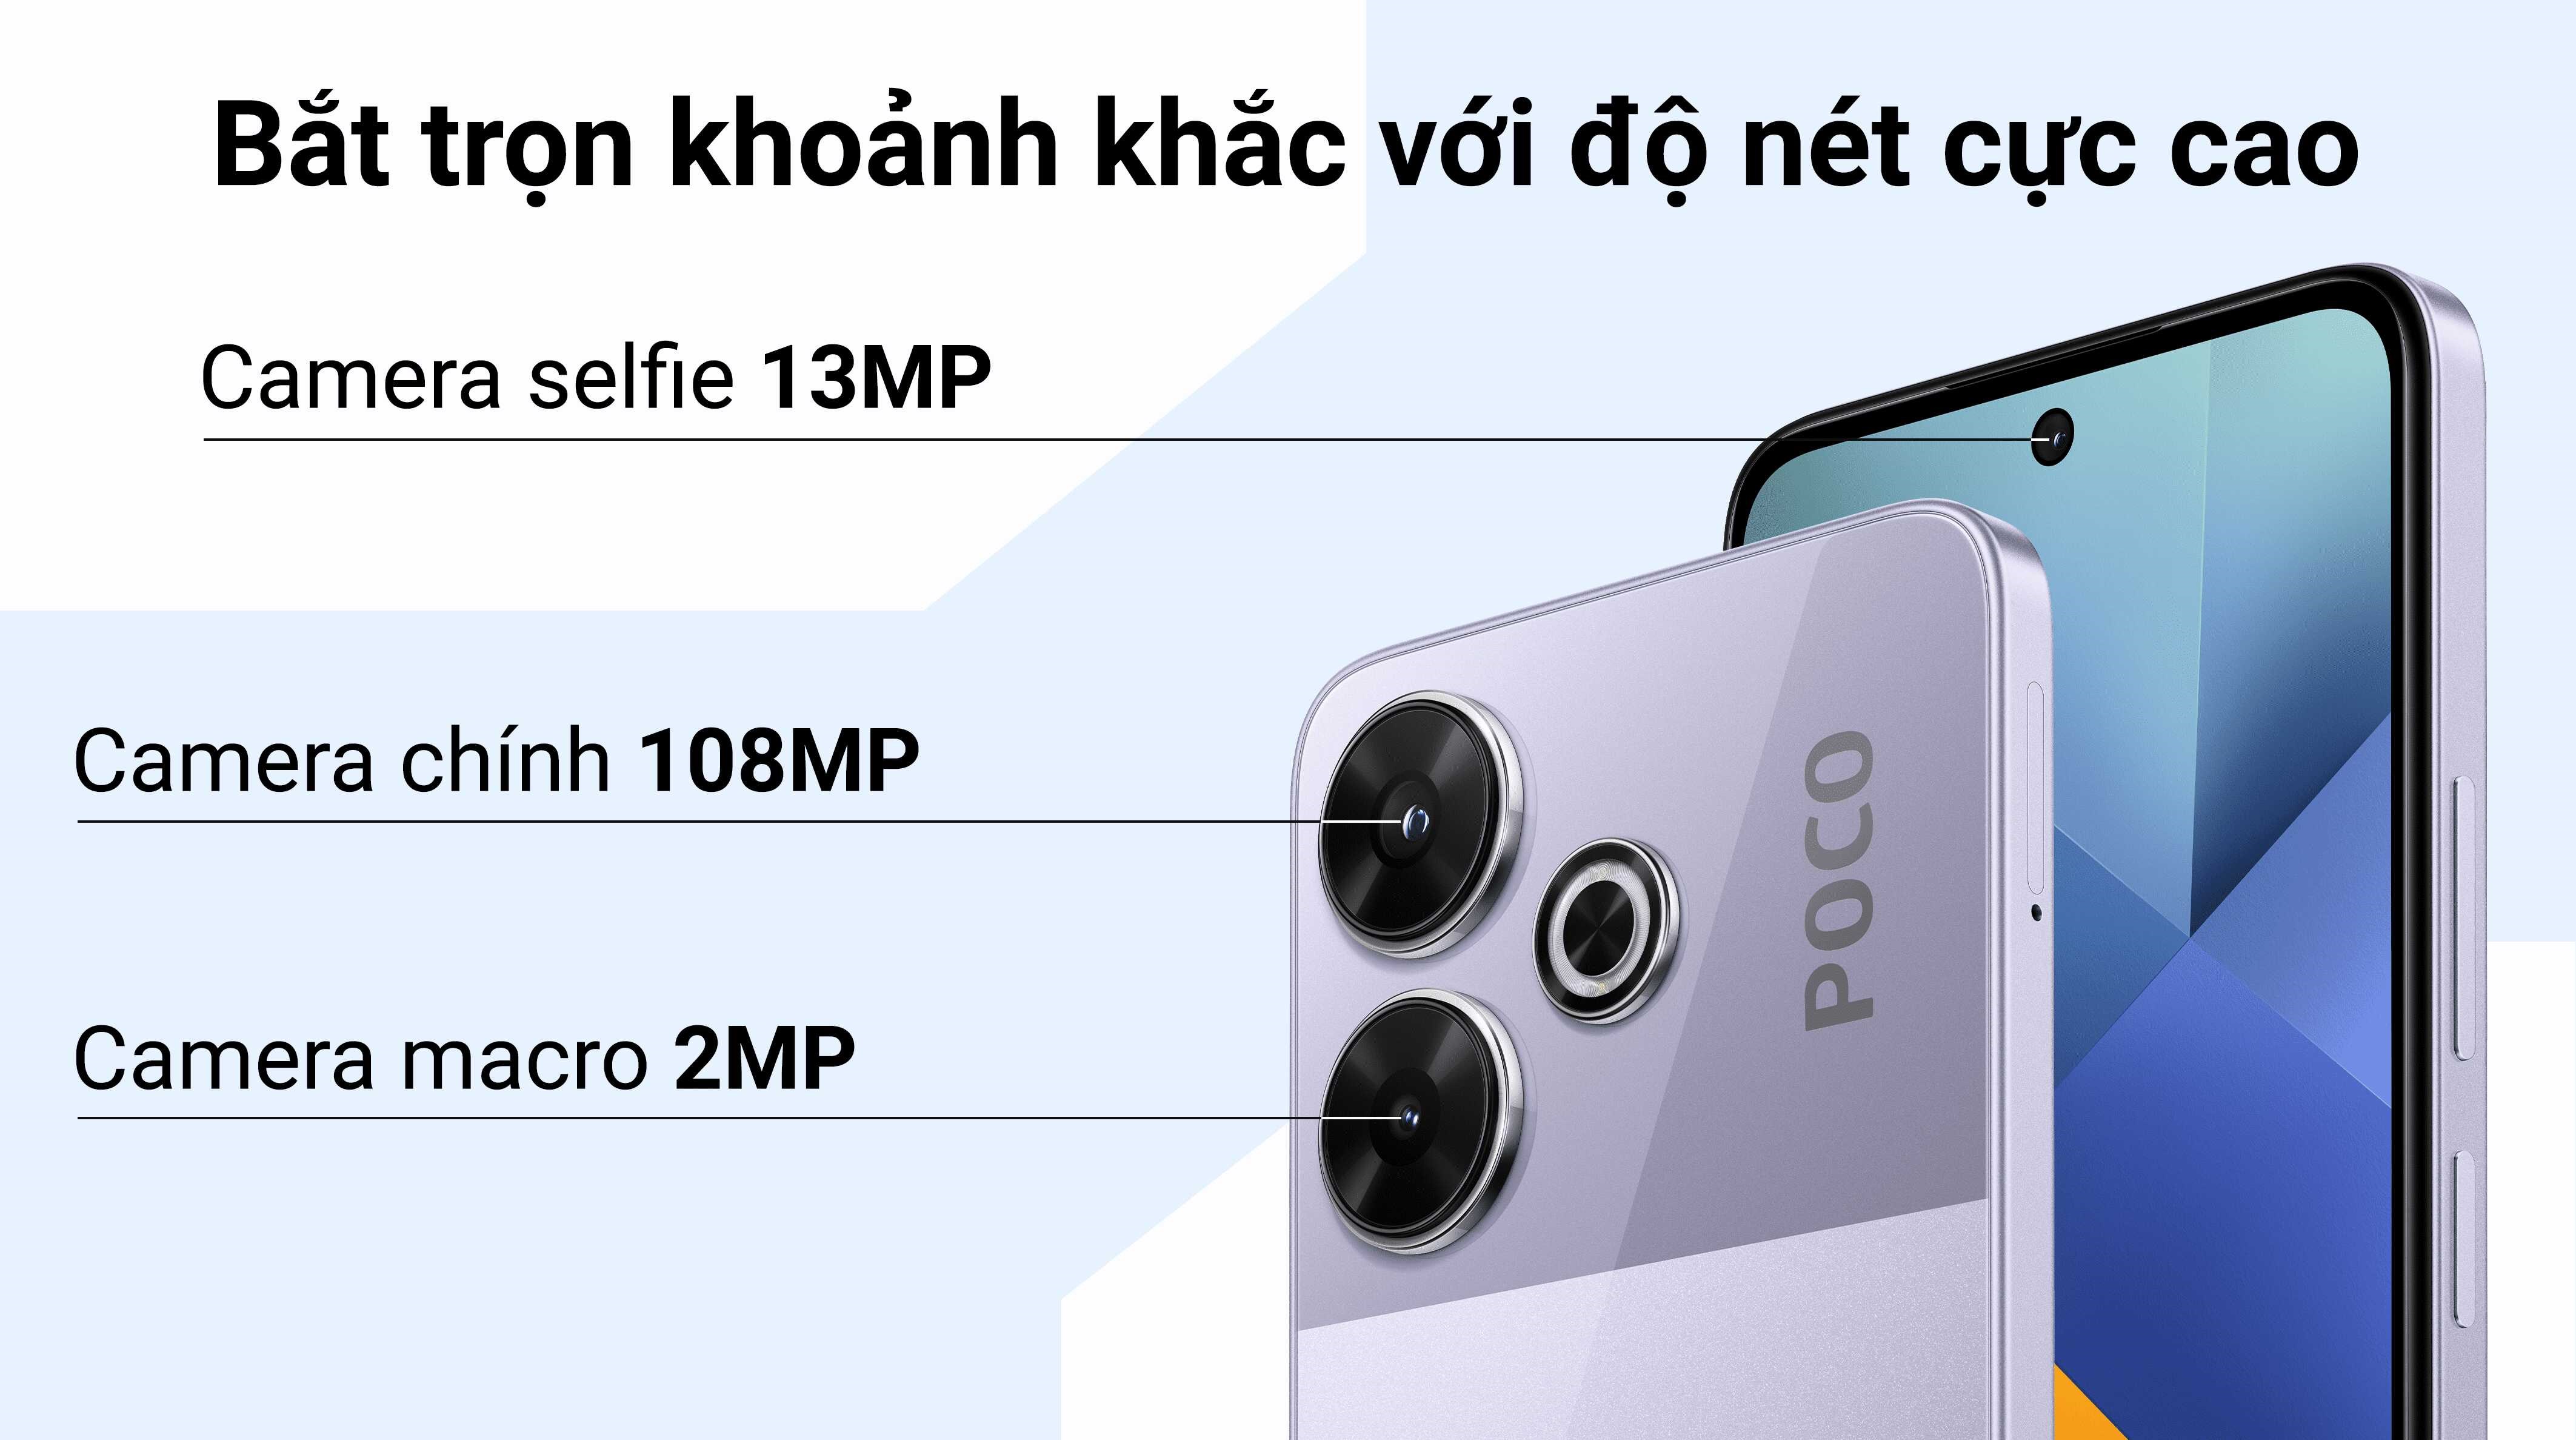 Bắt trọn khoảnh khắc với độ nét cực cao
Camera selfie 13MP
Camera chính 108MP
Camera macro 2MP
POCO